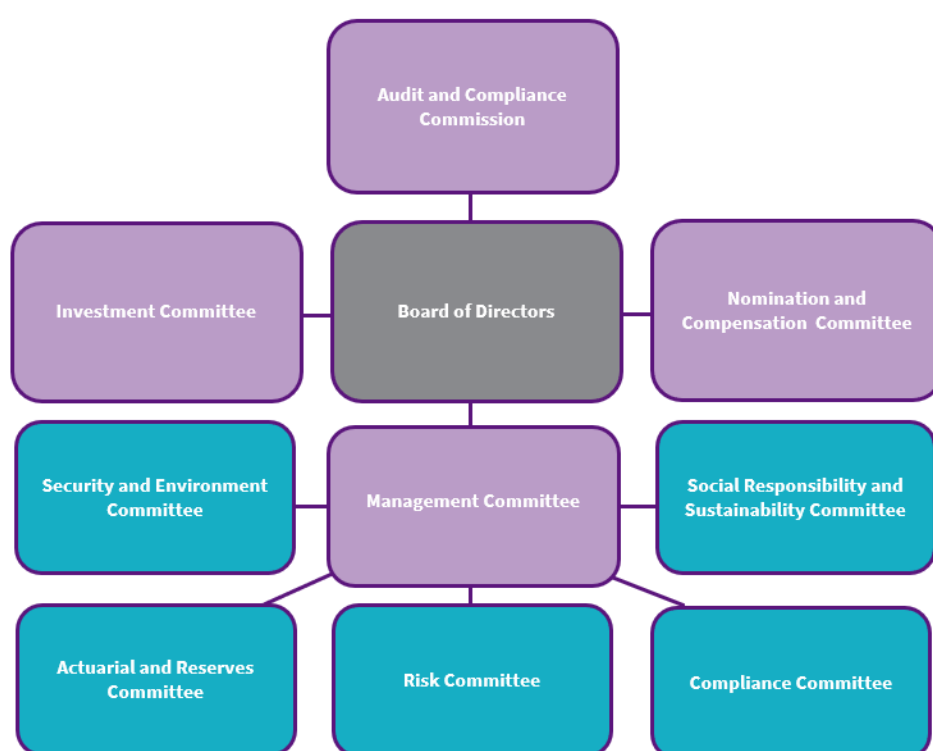 Audit and Compliance
Commission
Investment Committee
Board of Directors
Nomination and
Compensation Committee
Security and Environment
Committee
Management Committee
Social Responsibility and
Sustainability Committee
Actuarial and Reserves
Committee
Risk Committee
Compliance Committee